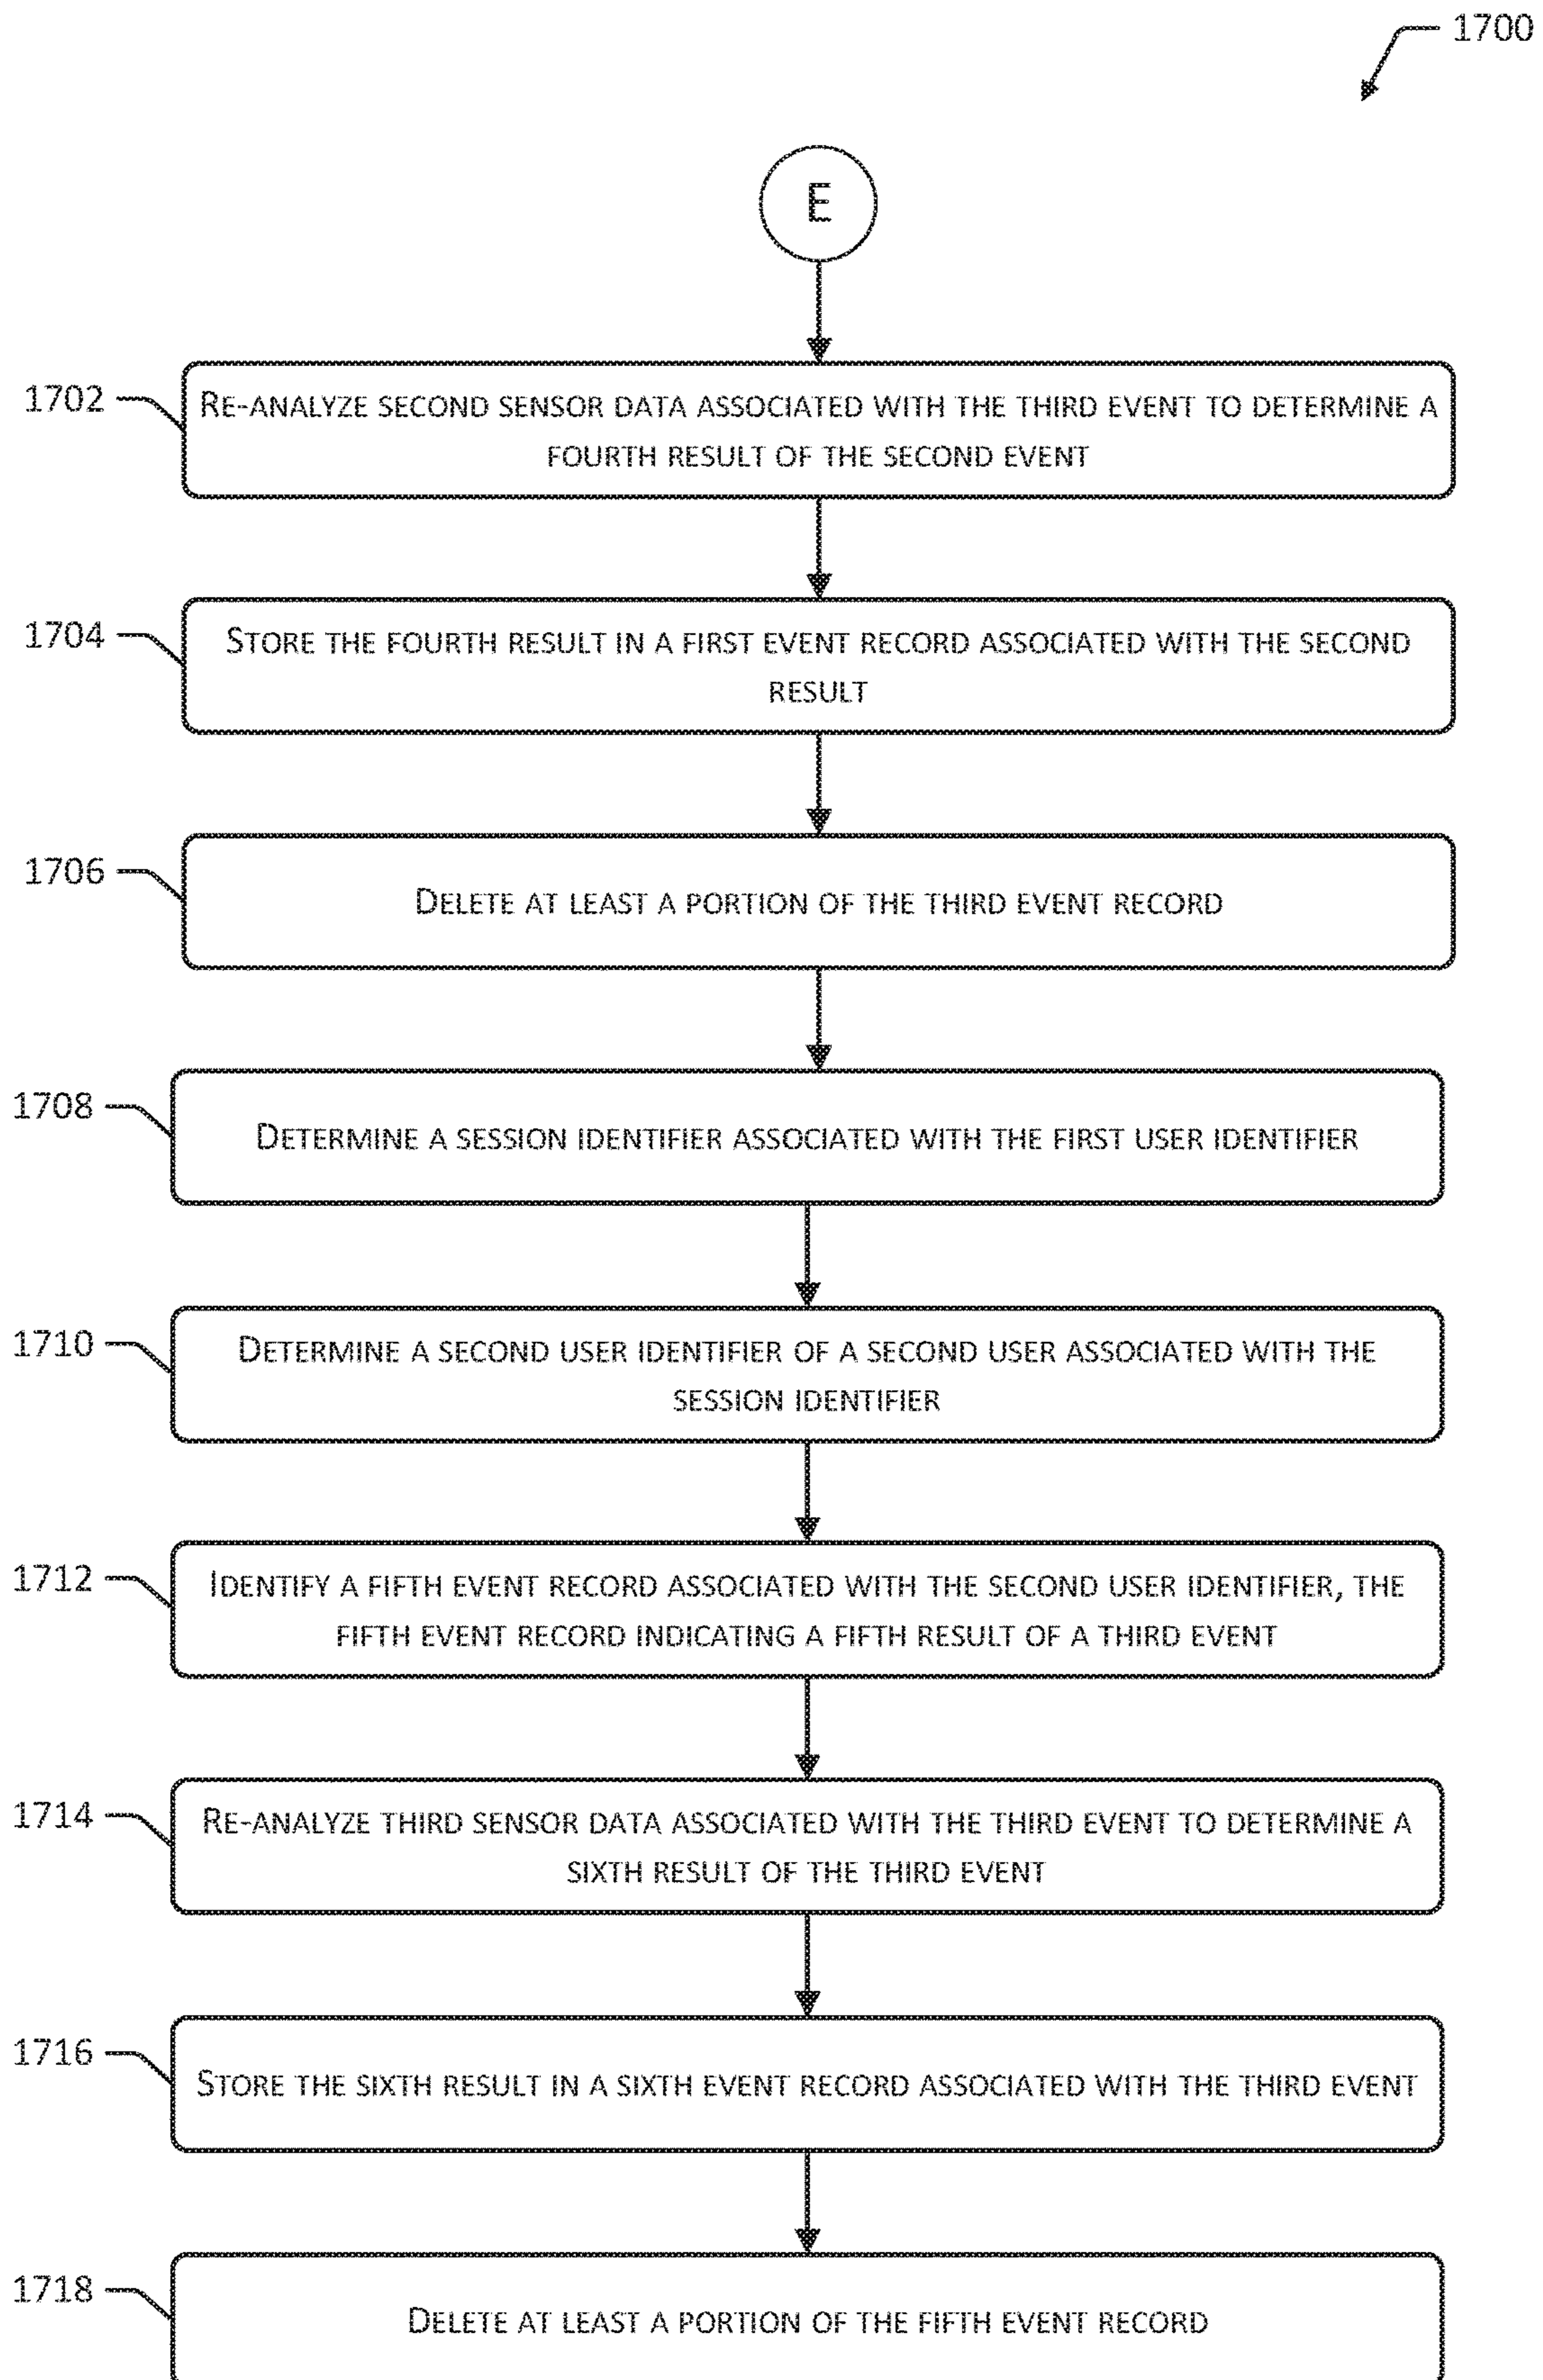 1700
E
1702
RE-ANALYZE SECOND SENSOR DATA ASSOCIATED WITH THE THIRD EVENT TO DETERMINE A
FOURTH RESULT OF THE SECOND EVENT
1704
STORE THE FOURTH RESULT IN A FIRST EVENT RECORD ASSOCIATED WITH THE SECOND
RESULT
1706
DELETE AT LEAST A PORTION OF THE THIRD EVENT RECORD
1708
DETERMINE A SESSION IDENTIFIER ASSOCIATED WITH THE FIRST USER IDENTIFIER
1710
DETERMINE A SECOND USER IDENTIFIER OF A SECOND USER ASSOCIATED WITH THE
SESSION IDENTIFIER
1712
IDENTIFY A FIFTH EVENT RECORD ASSOCIATED WITH THE SECOND USER IDENTIFIER, THE
FIFTH EVENT RECORD INDICATING A FIFTH RESULT OF A THIRD EVENT
1714
RE-ANALYZE THIRD SENSOR DATA ASSOCIATED WITH THE THIRD EVENT TO DETERMINE A
SIXTH RESULT OF THE THIRD EVENT
1716
STORE THE SIXTH RESULT IN A SIXTH EVENT RECORD ASSOCIATED WITH THE THIRD EVENT
1718
DELETE AT LEAST A PORTION OF THE FIFTH EVENT RECORD